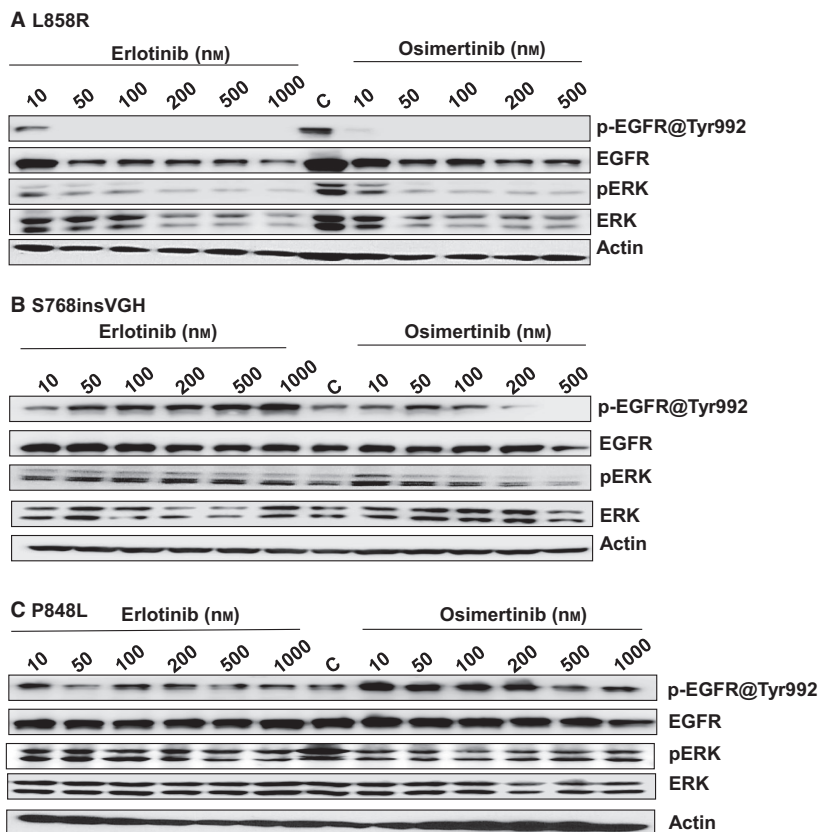 A L858R
Erlotinib (nM) Osimertinib (nM)
10 50 100 200 500 1000 C 10 50 100 200 500
p-EGFR@Tyr992
EGFR
pERK
ERK
Actin
B S768insVGH
Erlotinib (nM) Osimertinib (nM)
10 50 100 200 500 1000 C 10 50 100 200 500
p-EGFR@Tyr992
EGFR
pERK
ERK
Actin
C P848L Erlotinib (nM) Osimertinib (nM)
10 50 100 200 500 1000 C 10 50 100 200 500 1000
p-EGFR@Tyr992
EGFR
pERK
ERK
Actin